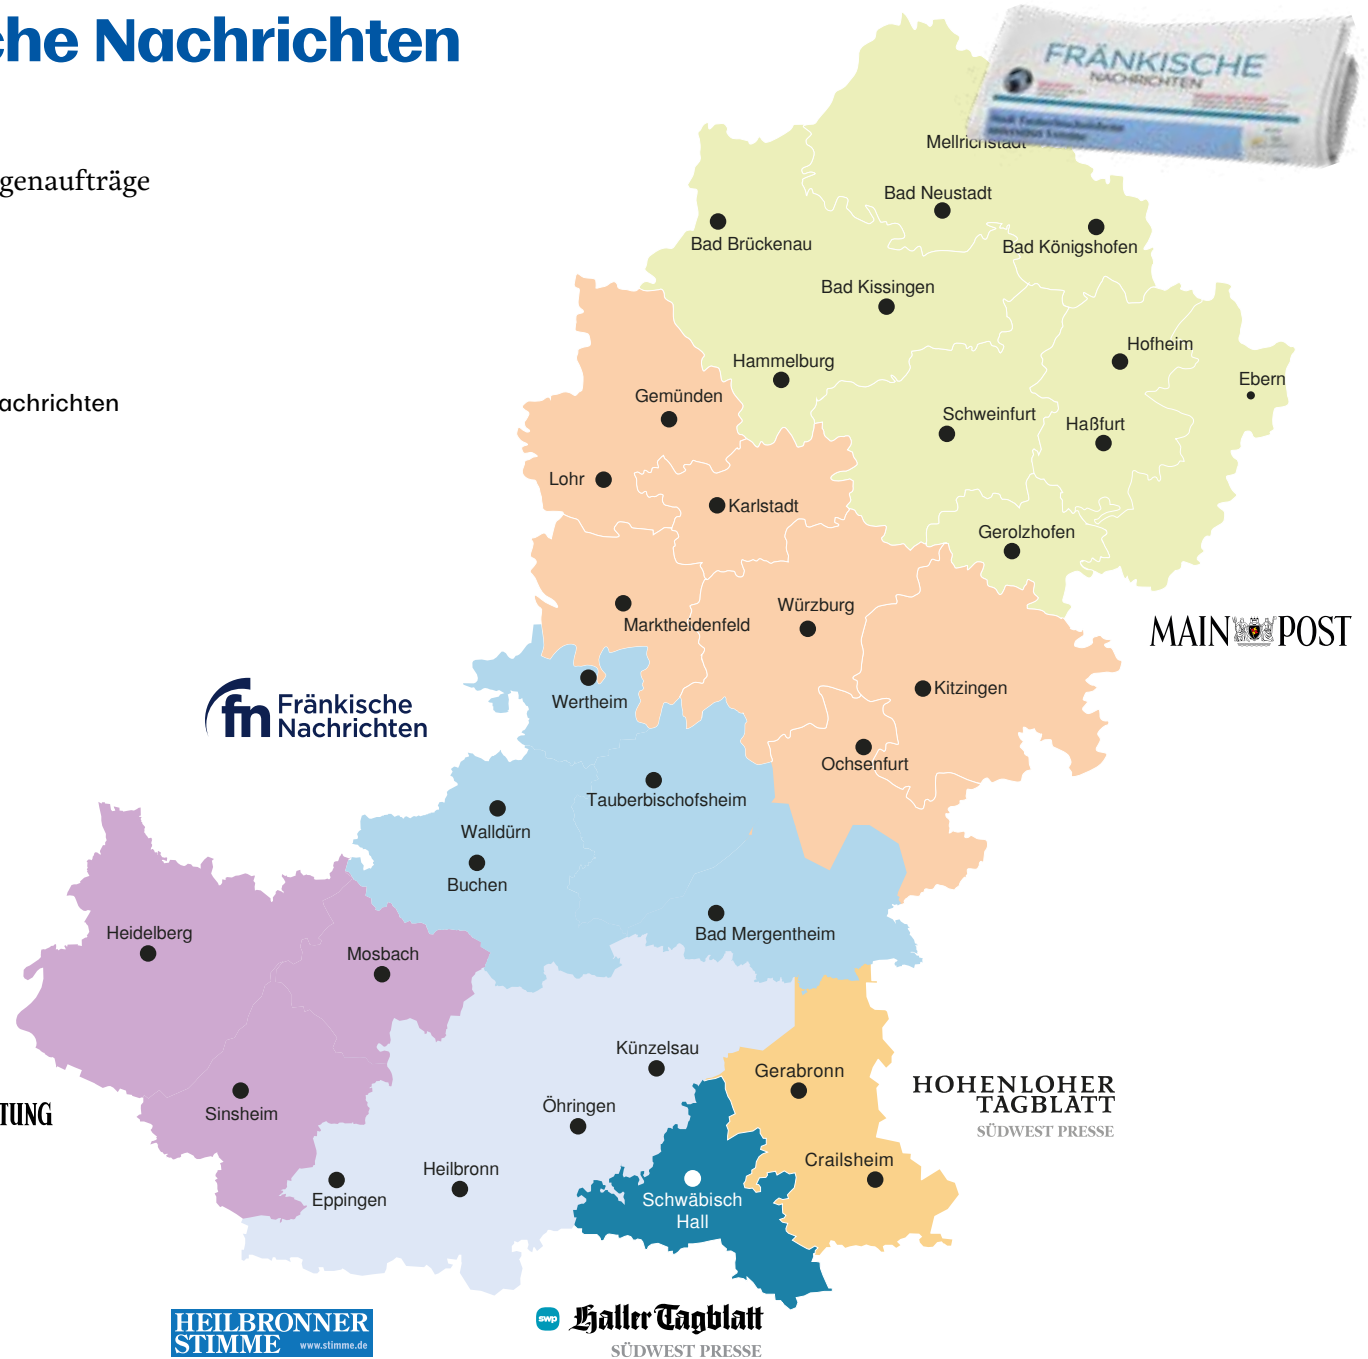 che Nachrichten
FRÄNKISCHE
NACHRICHTEN
genaufträge
achrichten
Mellrichstadt
Bad Neustadt
Bad Brückenau
Bad Königshofen
Bad Kissingen
Hofheim
Hammelburg
Ebern
Gemünden
Schweinfurt
Haßfurt
Lohr
Karlstadt
Gerolzhofen
Würzburg
Marktheidenfeld
MAIN POST
Kitzingen
Wertheim
fn Fränkische
Nachrichten
Ochsenfurt
Tauberbischofsheim
Walldürn
Buchen
Heidelberg
Bad Mergentheim
Mosbach
Künzelsau
Gerabronn
HOHENLOHER
TAGBLATT
SÜDWEST PRESSE
Öhringen
TUNG
Sinsheim
Crailsheim
Heilbronn
Eppingen
Schwäbisch
Hall
HEILBRONNER
STIMME www.stimme.de
swp Haller Tagblatt
SÜDWEST PRESSE